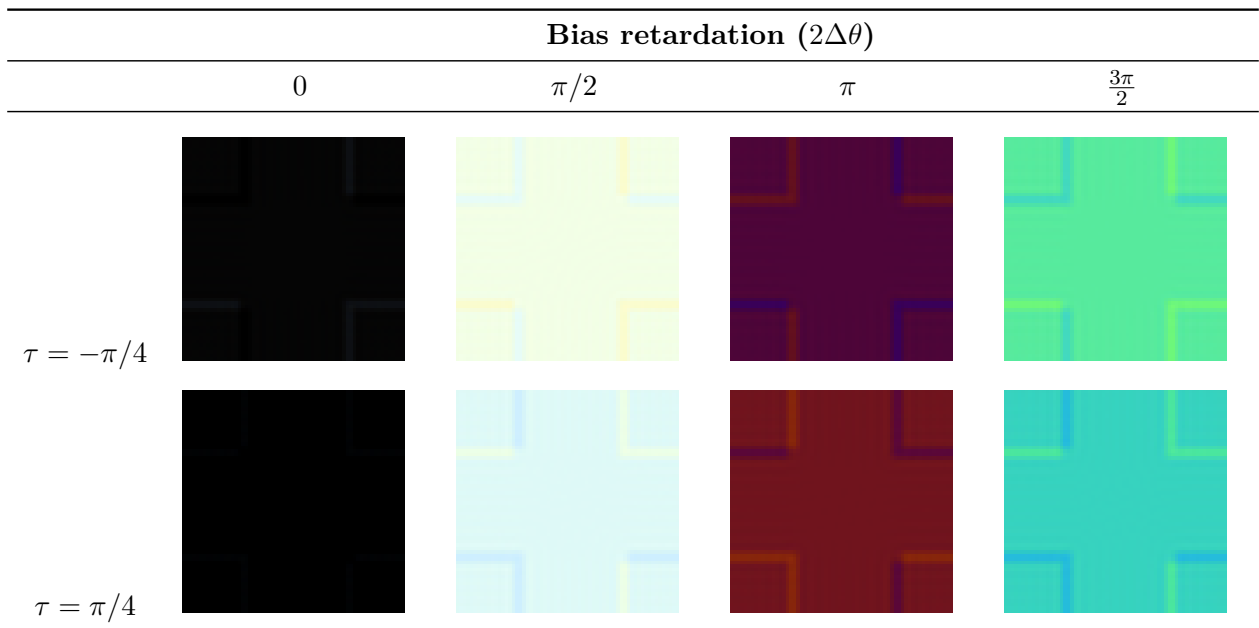 Bias retardation (2Δθ)
0 π/2 π 3π/2
τ = −π/4
τ = π/4